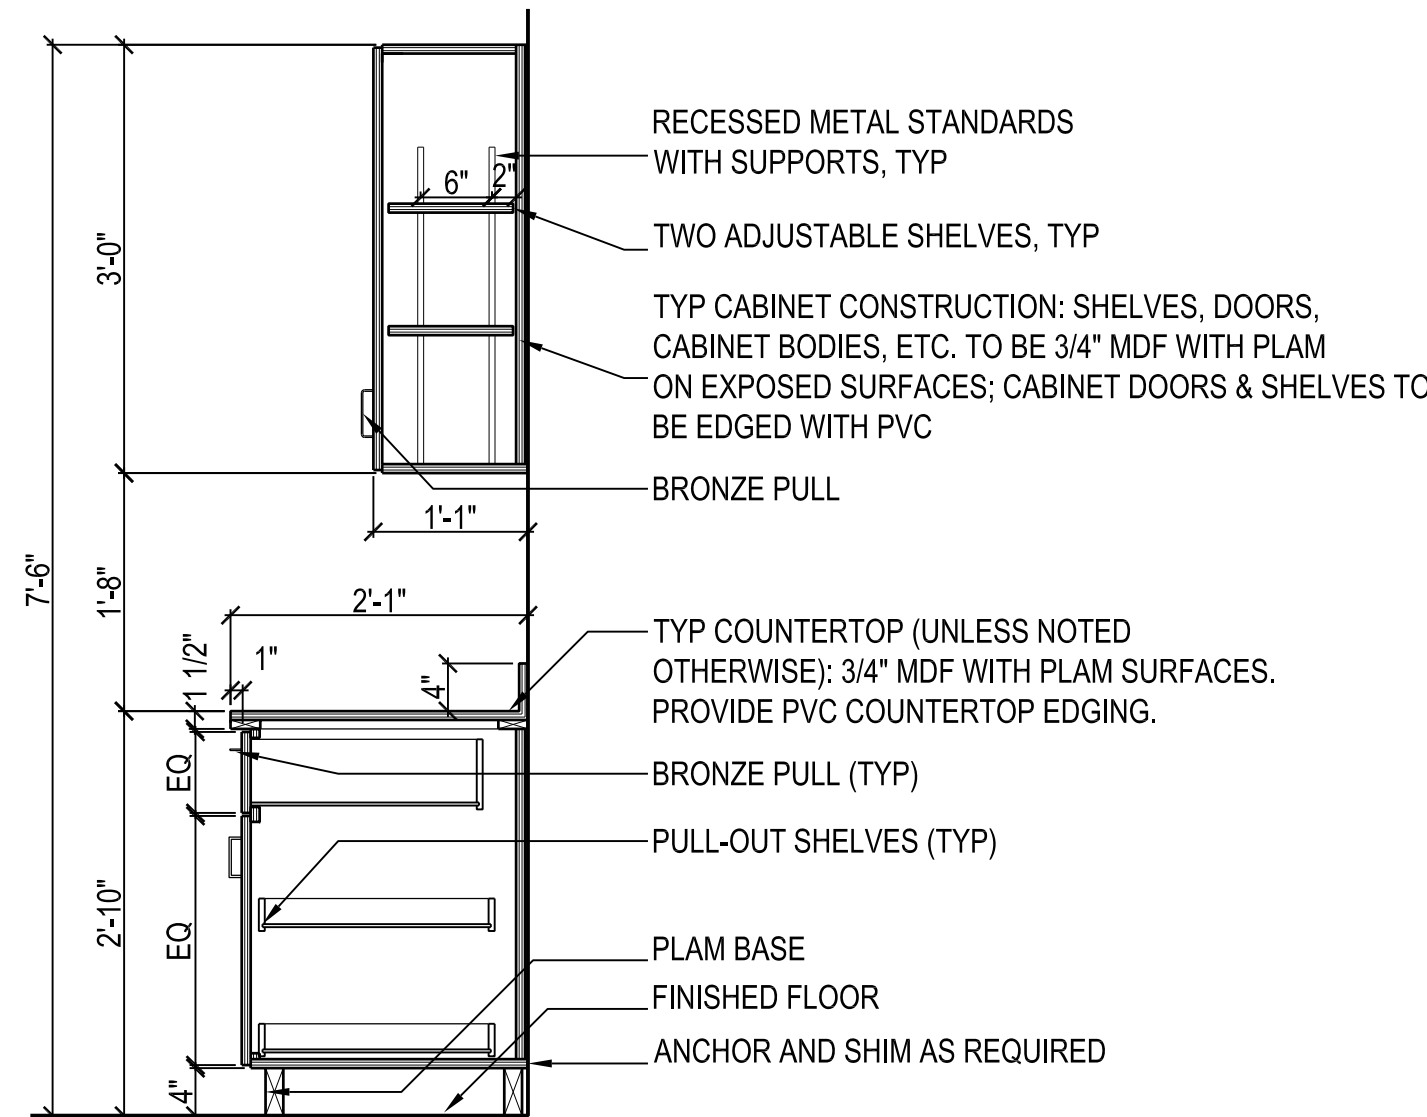 RECESSED METAL STANDARDS
WITH SUPPORTS, TYP
6"
2"
TWO ADJUSTABLE SHELVES, TYP
3'-0"
TYP CABINET CONSTRUCTION: SHELVES, DOORS,
CABINET BODIES, ETC. TO BE 3/4" MDF WITH PLAM
ON EXPOSED SURFACES; CABINET DOORS & SHELVES TO
BE EDGED WITH PVC
BRONZE PULL
1'-1"
7'-6"
1'-8"
2'-1"
TYP COUNTERTOP (UNLESS NOTED
OTHERWISE): 3/4" MDF WITH PLAM SURFACES.
PROVIDE PVC COUNTERTOP EDGING.
1 1/2"
1"
4"
EQ
BRONZE PULL (TYP)
PULL-OUT SHELVES (TYP)
2'-10"
EQ
PLAM BASE
FINISHED FLOOR
ANCHOR AND SHIM AS REQUIRED
4"